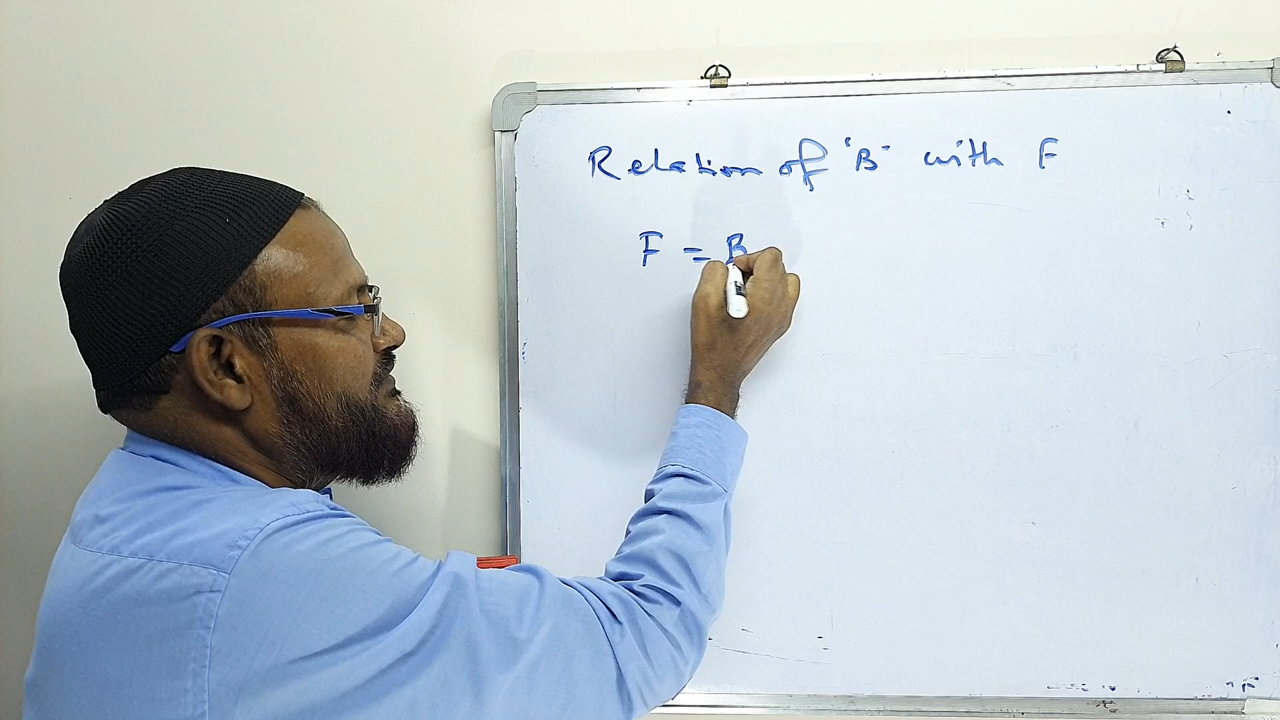 Relation of 'B' with F
F = B